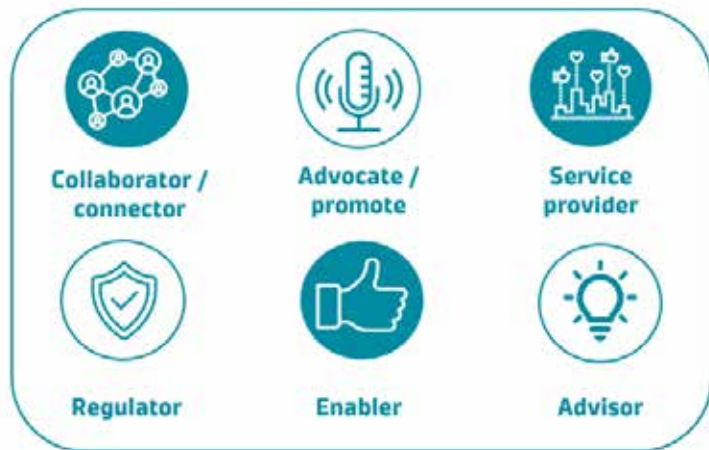 Collaborator /
connector
Advocate /
promote
Service
provider
Regulator
Enabler
Advisor